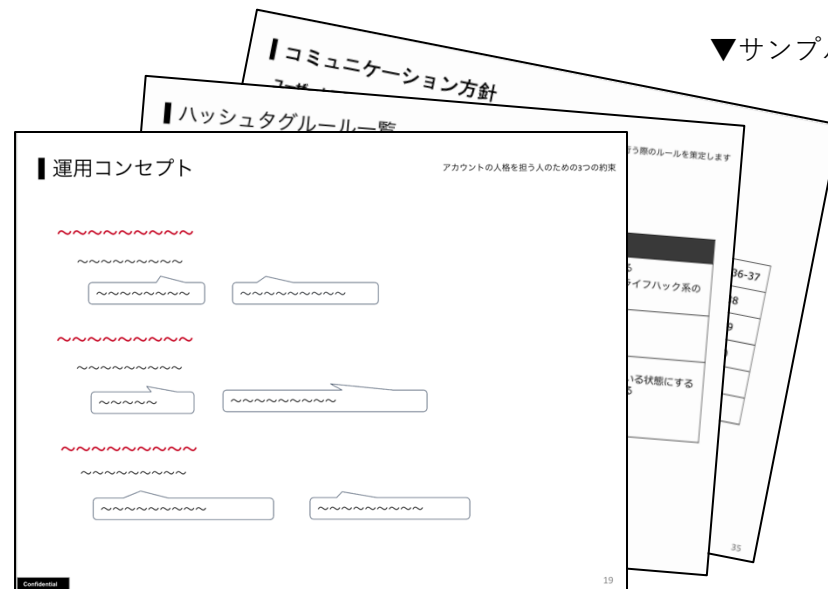 ▼サンプル
コミュニケーション方針
ハッシュタグルール一覧
う際のルールを策定します
運用コンセプト
アカウントの人格を担う人のための3つの約束
〜〜〜〜〜〜〜〜〜
〜〜〜〜〜〜〜〜〜
〜〜〜〜〜〜〜〜 〜〜〜〜〜〜〜〜〜
〜〜〜〜〜〜〜〜〜
〜〜〜〜〜〜〜〜〜
〜〜〜〜〜 〜〜〜〜〜〜〜〜〜
〜〜〜〜〜〜〜〜〜
〜〜〜〜〜〜〜〜〜
〜〜〜〜〜〜〜〜〜 〜〜〜〜〜〜〜〜〜
る
ライフハック系の
いる状態にする
る
36-37
35
Confidential
19